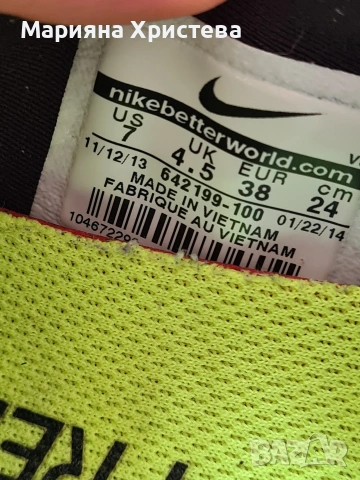 Марияна Христева
nikebetterworld.com
US UK EUR cm
7 4.5 38 24
11/12/13 642199-100 01/22/14
MADE IN VIETNAM
FABRIQUE AU VIETNAM
BAZAR